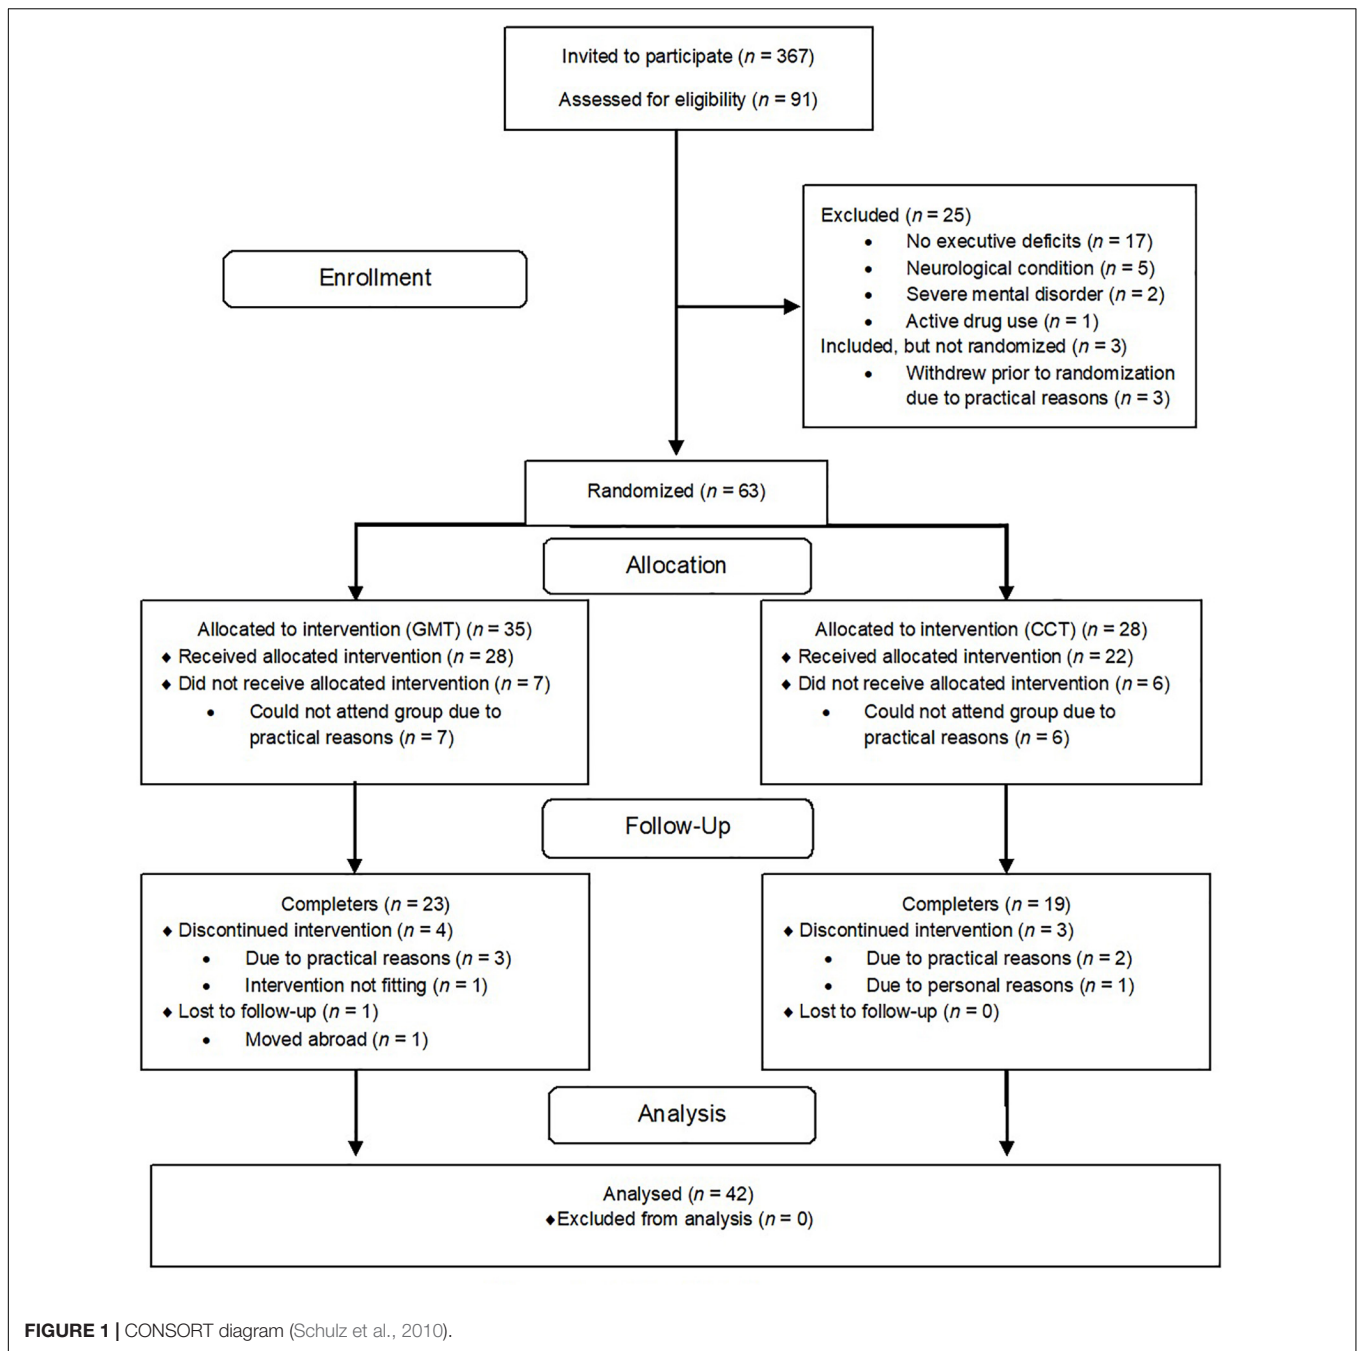 Invited to participate (n = 367)
Assessed for eligibility (n = 91)
Excluded (n = 25)
• No executive deficits (n = 17)
• Neurological condition (n = 5)
• Severe mental disorder (n = 2)
• Active drug use (n = 1)
Included, but not randomized (n = 3)
• Withdrew prior to randomization
due to practical reasons (n = 3)
Enrollment
Randomized (n = 63)
Allocation
Allocated to intervention (GMT) (n = 35)
♦ Received allocated intervention (n = 28)
♦ Did not receive allocated intervention (n = 7)
• Could not attend group due to
practical reasons (n = 7)
Allocated to intervention (CCT) (n = 28)
♦ Received allocated intervention (n = 22)
♦ Did not receive allocated intervention (n = 6)
• Could not attend group due to
practical reasons (n = 6)
Follow-Up
Completers (n = 23)
♦ Discontinued intervention (n = 4)
• Due to practical reasons (n = 3)
• Intervention not fitting (n = 1)
♦ Lost to follow-up (n = 1)
• Moved abroad (n = 1)
Completers (n = 19)
♦ Discontinued intervention (n = 3)
• Due to practical reasons (n = 2)
• Due to personal reasons (n = 1)
♦ Lost to follow-up (n = 0)
Analysis
Analysed (n = 42)
♦Excluded from analysis (n = 0)
FIGURE 1 | CONSORT diagram (Schulz et al., 2010).